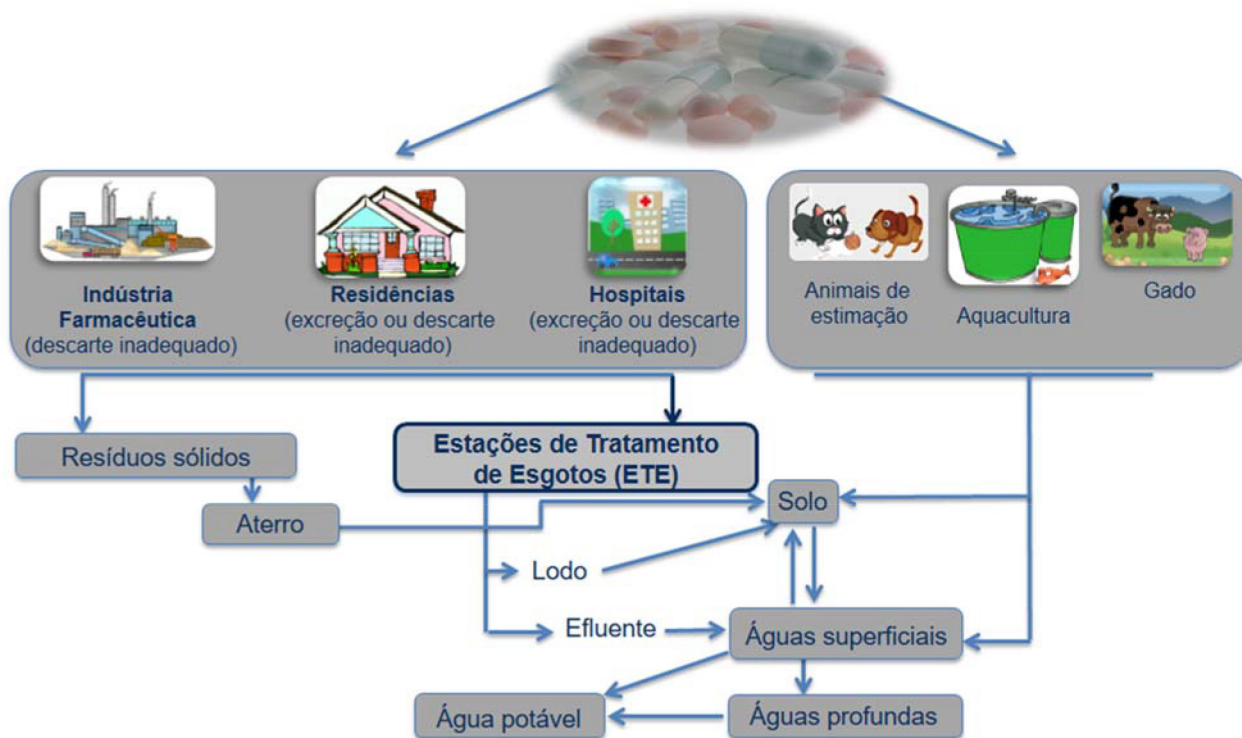 Indústria
Farmacêutica
(descarte inadequado)
Residências
(excreção ou descarte
inadequado)
Hospitais
(excreção ou descarte
inadequado)
Animais de
estimação
Aquacultura
Gado
Resíduos sólidos
Estações de Tratamento
de Esgotos (ETE)
Aterro
Solo
Lodo
Efluente
Águas superficiais
Água potável
Águas profundas